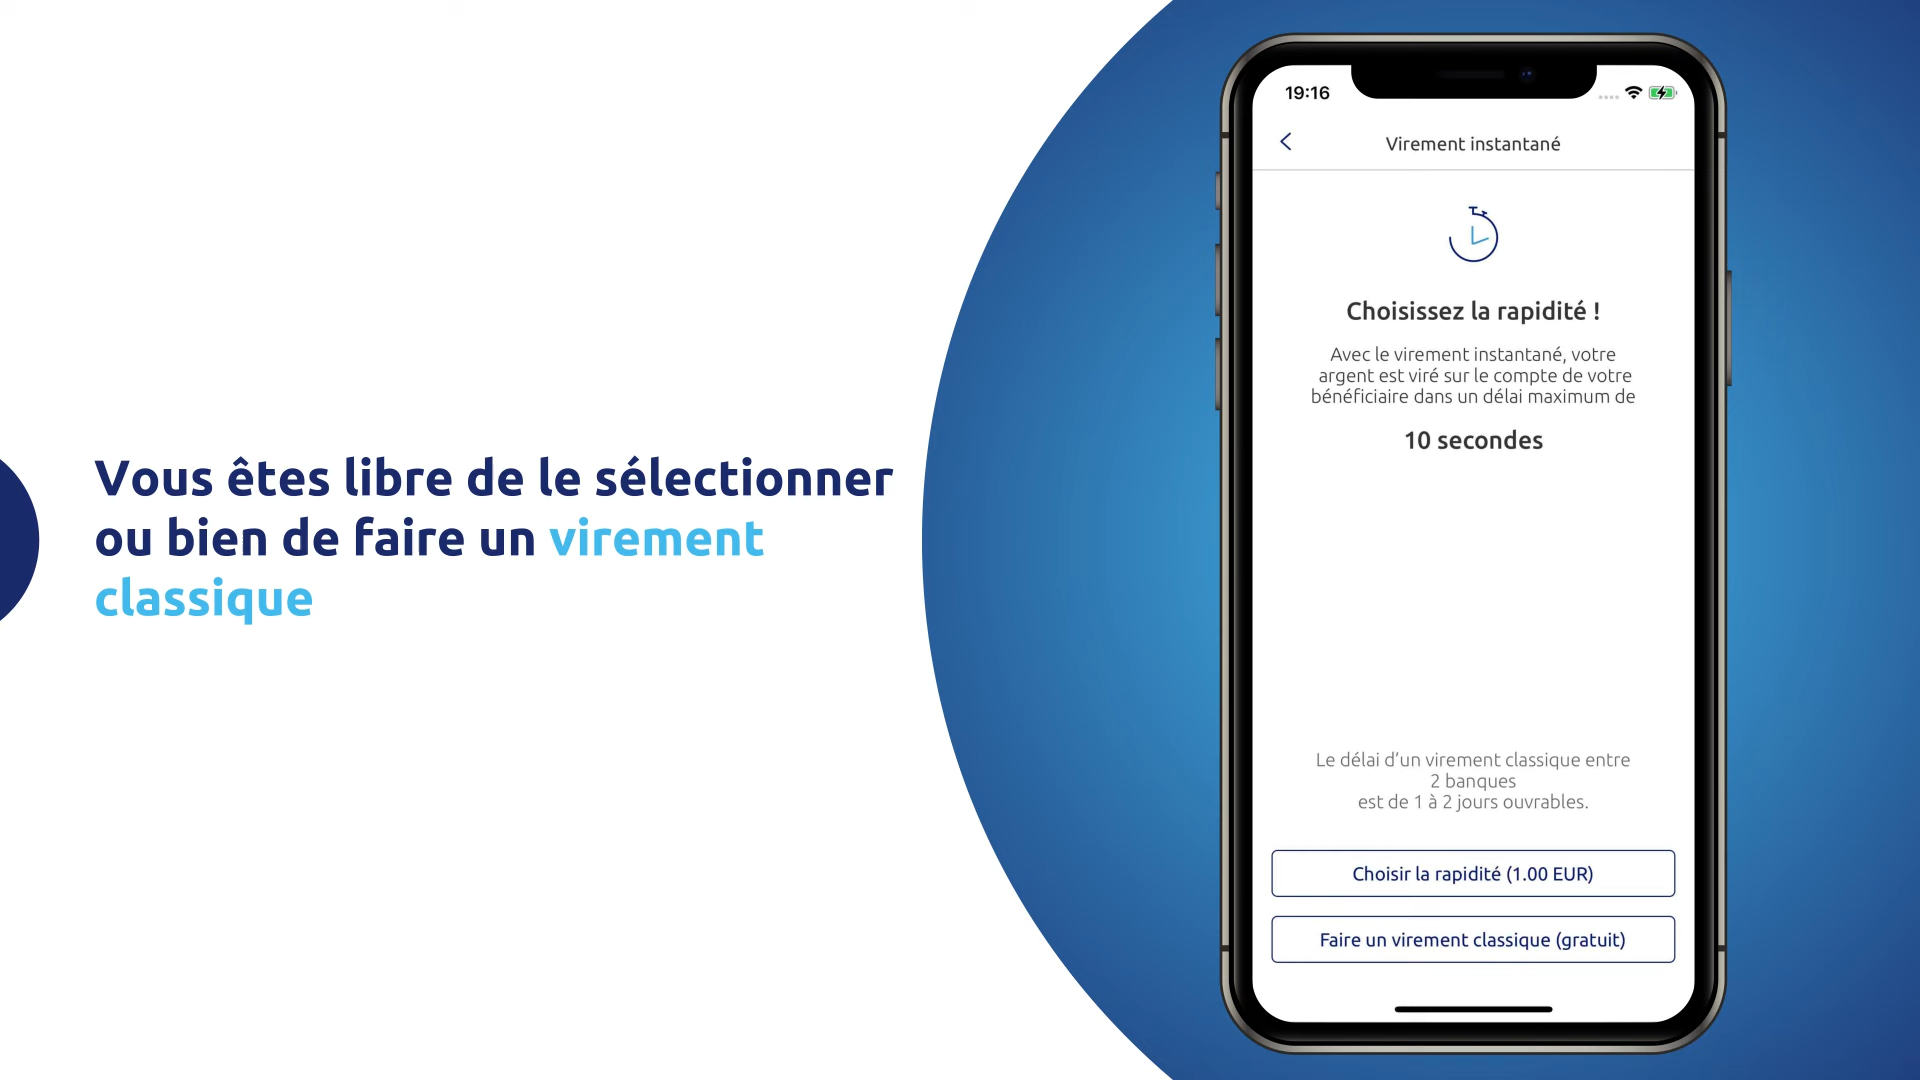 Vous êtes libre de le sélectionner
ou bien de faire un virement
classique
19:16
Virement instantané
Choisissez la rapidité !
Avec le virement instantané, votre
argent est viré sur le compte de votre
bénéficiaire dans un délai maximum de
10 secondes
Le délai d’un virement classique entre
2 banques
est de 1 à 2 jours ouvrables.
Choisir la rapidité (1.00 EUR)
Faire un virement classique (gratuit)